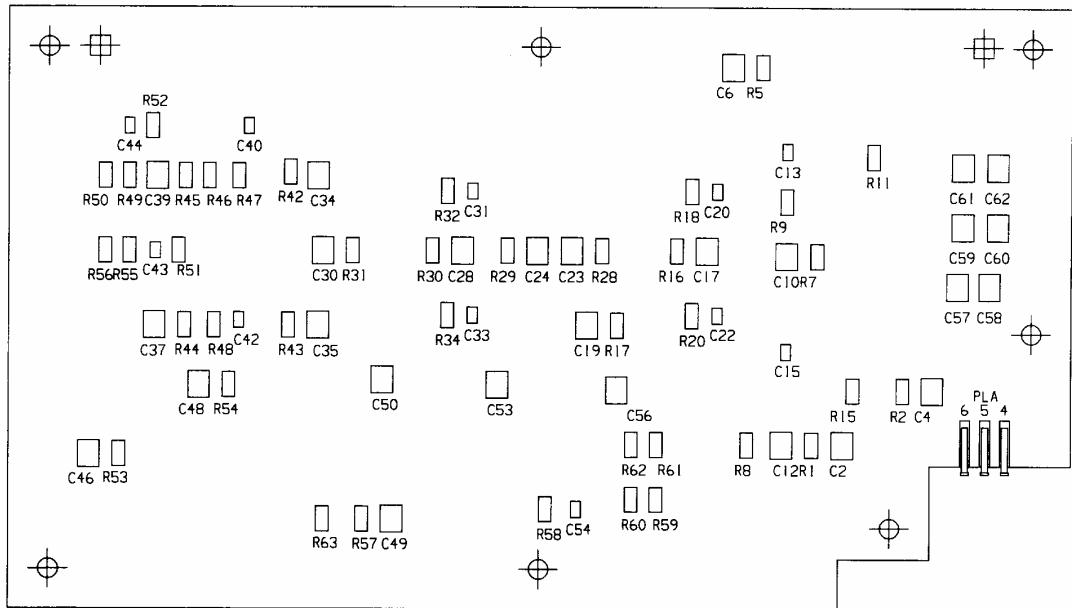 C6 R5
R52
C44 C40
C13
R50 R49 C39 R45 R46 R47 R42 C34 R11
R32 C31 R18 C20 R9 C61 C62
R56 R55 C43 R51 C30 R31 R30 C28 R29 C24 C23 R28 R16 C17 C10 R7 C59 C60
C57 C58
C37 R44 R48 C42 R43 C35 R34 C33 C19 R17 R20 C22
C15
C48 R54 C50 C53 C56 R15 R2 C4
PLA
6 5 4
C46 R53 R62 R61 R8 C12 R1 C2
R63 R57 C49 R58 C54 R60 R59